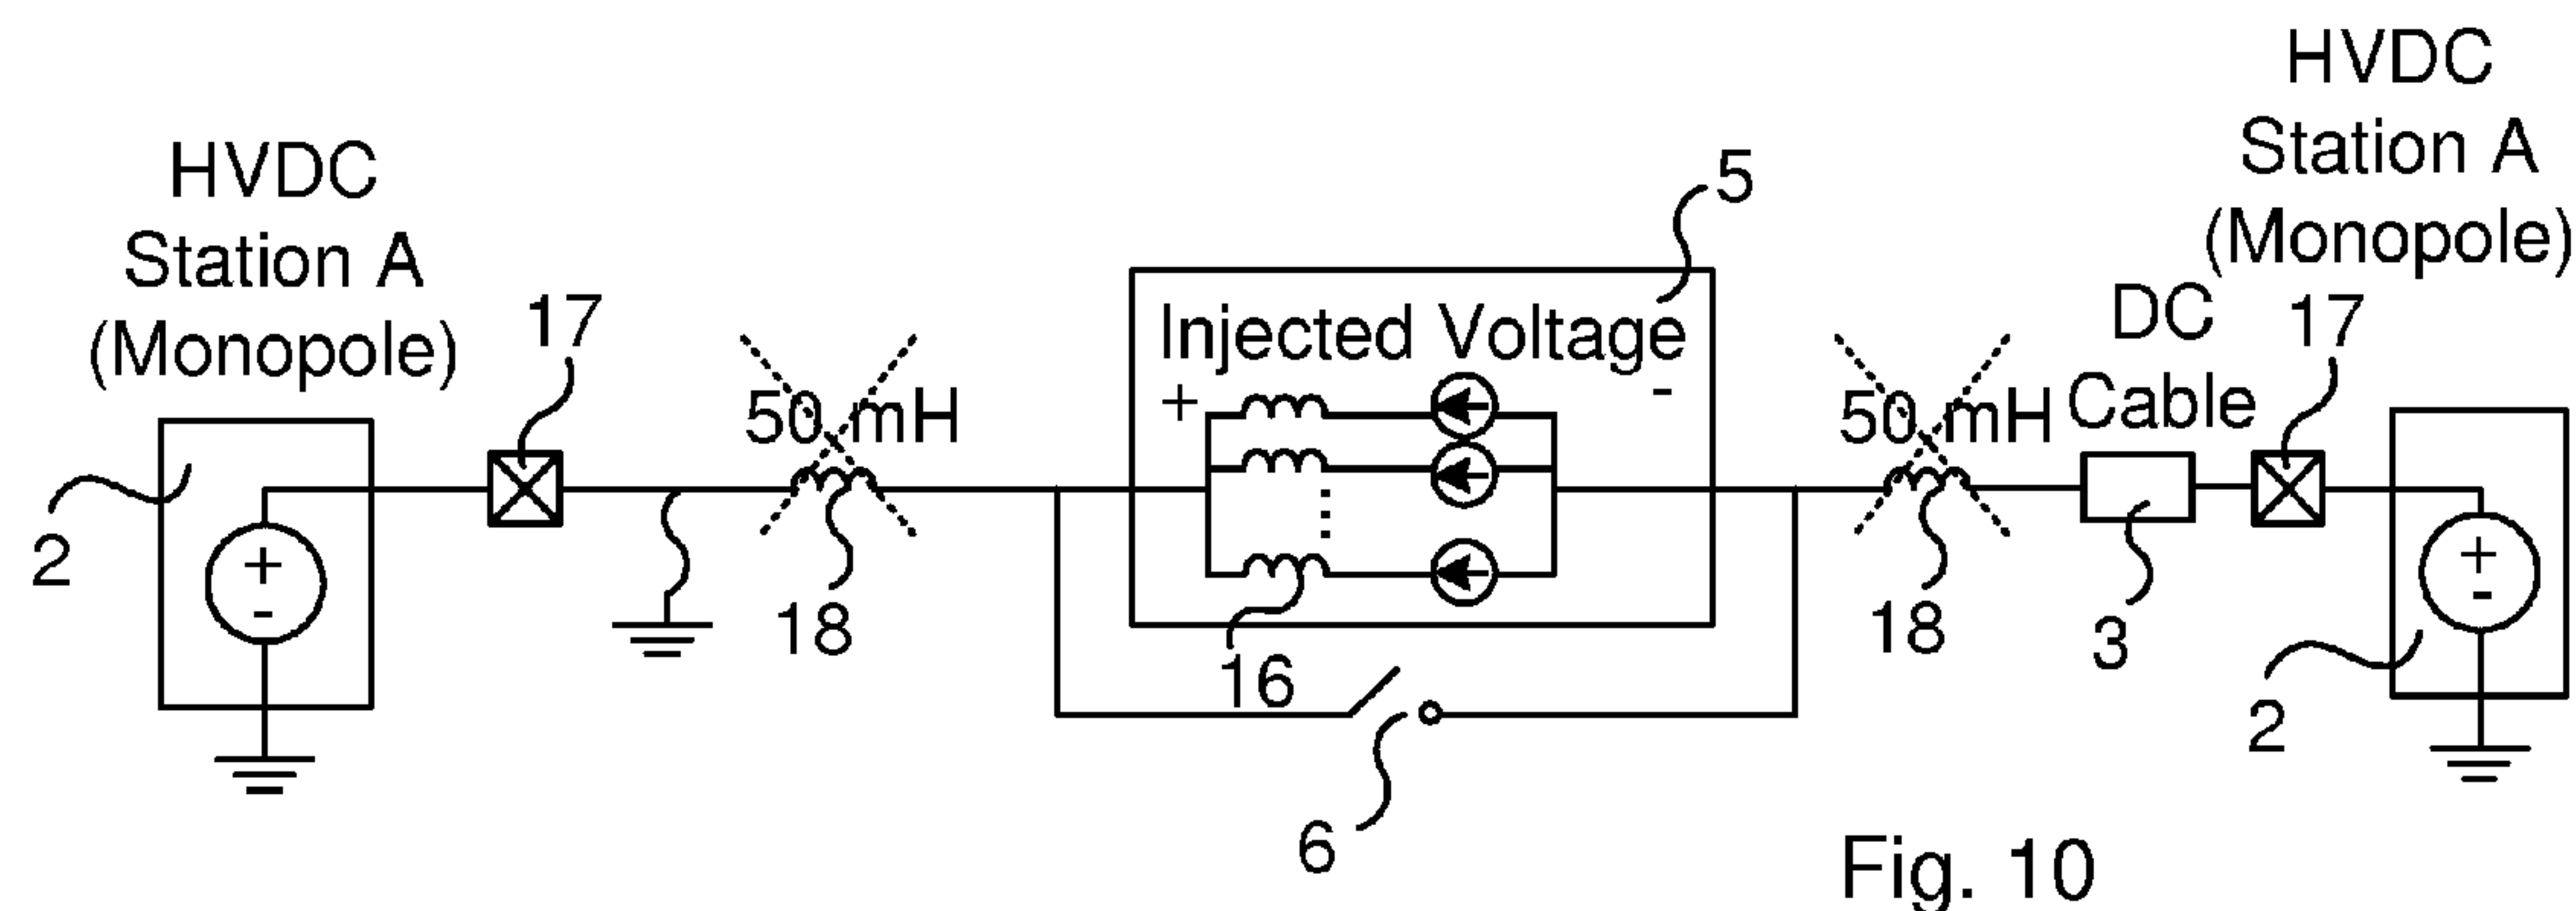 HVDC
Station A
(Monopole)
17
2
+
-
50 mH
18
5
Injected Voltage
+
-
16
6
50 mH
18
DC
Cable
3
HVDC
Station A
(Monopole)
17
+
-
2
Fig. 10